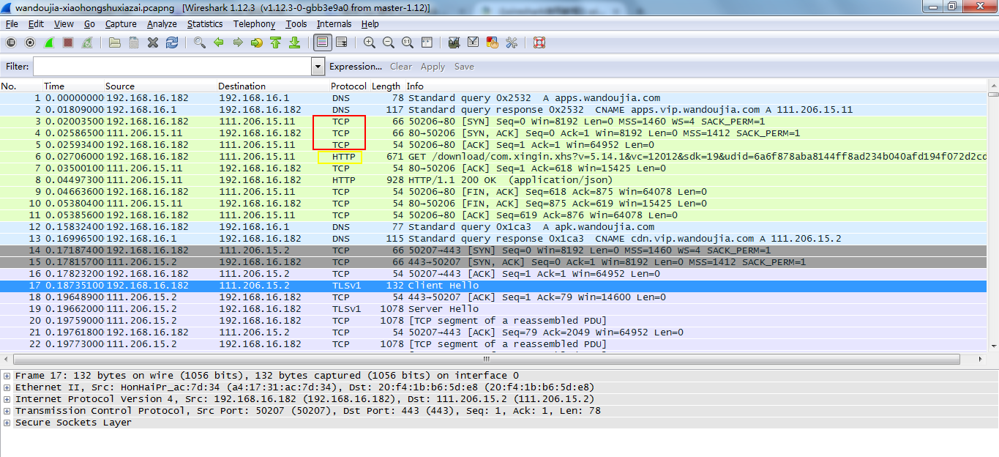 wandoujia-xiaohongshuxiazai.pcapng [Wireshark 1.12.3 (v1.12.3-0-gbb3e9a0 from master-1.12)]
File Edit View Go Capture Analyze Statistics Telephony Tools Internals Help
Filter: Expression... Clear Apply Save
No. Time Source Destination Protocol Length Info
1 0.00000000 192.168.16.182 192.168.16.1 DNS 78 Standard query 0x2532 A apps.wandoujia.com
2 0.01809000 192.168.16.1 192.168.16.182 DNS 117 Standard query response 0x2532 CNAME apps.vip.wandoujia.com A 111.206.15.11
3 0.02003500 192.168.16.182 111.206.15.11 TCP 66 50206→80 [SYN] Seq=0 Win=8192 Len=0 MSS=1460 WS=4 SACK_PERM=1
4 0.02586500 111.206.15.11 192.168.16.182 TCP 66 80→50206 [SYN, ACK] Seq=0 Ack=1 Win=8192 Len=0 MSS=1412 SACK_PERM=1
5 0.02593400 192.168.16.182 111.206.15.11 TCP 54 50206→80 [ACK] Seq=1 Ack=1 Win=64952 Len=0
6 0.02706000 192.168.16.182 111.206.15.11 HTTP 671 GET /download/com.xingin.xhs?v=5.14.1&vc=12012&sdk=19&udid=6a6f878aba8144ff8ad234b040afd194f072d2cd
7 0.03500100 111.206.15.11 192.168.16.182 TCP 54 80→50206 [ACK] Seq=1 Ack=618 Win=15425 Len=0
8 0.04497300 111.206.15.11 192.168.16.182 HTTP 928 HTTP/1.1 200 OK (application/json)
9 0.04663600 192.168.16.182 111.206.15.11 TCP 54 50206→80 [FIN, ACK] Seq=618 Ack=875 Win=64078 Len=0
10 0.05380400 111.206.15.11 192.168.16.182 TCP 54 80→50206 [FIN, ACK] Seq=875 Ack=619 Win=15425 Len=0
11 0.05385600 192.168.16.182 111.206.15.11 TCP 54 50206→80 [ACK] Seq=619 Ack=876 Win=64078 Len=0
12 0.15832400 192.168.16.182 192.168.16.1 DNS 77 Standard query 0x1ca3 A apk.wandoujia.com
13 0.16996500 192.168.16.1 192.168.16.182 DNS 115 Standard query response 0x1ca3 CNAME cdn.vip.wandoujia.com A 111.206.15.2
14 0.17187400 192.168.16.182 111.206.15.2 TCP 66 50207→443 [SYN] Seq=0 Win=8192 Len=0 MSS=1460 WS=4 SACK_PERM=1
15 0.17815700 111.206.15.2 192.168.16.182 TCP 66 443→50207 [SYN, ACK] Seq=0 Ack=1 Win=8192 Len=0 MSS=1412 SACK_PERM=1
16 0.17823200 192.168.16.182 111.206.15.2 TCP 54 50207→443 [ACK] Seq=1 Ack=1 Win=64952 Len=0
17 0.18735100 192.168.16.182 111.206.15.2 TLSv1 132 Client Hello
18 0.19648900 111.206.15.2 192.168.16.182 TCP 54 443→50207 [ACK] Seq=1 Ack=79 Win=14600 Len=0
19 0.19662000 111.206.15.2 192.168.16.182 TLSv1 1078 Server Hello
20 0.19759000 111.206.15.2 192.168.16.182 TCP 1078 [TCP segment of a reassembled PDU]
21 0.19761800 192.168.16.182 111.206.15.2 TCP 54 50207→443 [ACK] Seq=79 Ack=2049 Win=64952 Len=0
22 0.19773000 111.206.15.2 192.168.16.182 TCP 1078 [TCP segment of a reassembled PDU]
Frame 17: 132 bytes on wire (1056 bits), 132 bytes captured (1056 bits) on interface 0
Ethernet II, Src: HonHaiPr_ac:7d:34 (a4:17:31:ac:7d:34), Dst: 20:f4:1b:b6:5d:e8 (20:f4:1b:b6:5d:e8)
Internet Protocol Version 4, Src: 192.168.16.182 (192.168.16.182), Dst: 111.206.15.2 (111.206.15.2)
Transmission Control Protocol, Src Port: 50207 (50207), Dst Port: 443 (443), Seq: 1, Ack: 1, Len: 78
Secure Sockets Layer